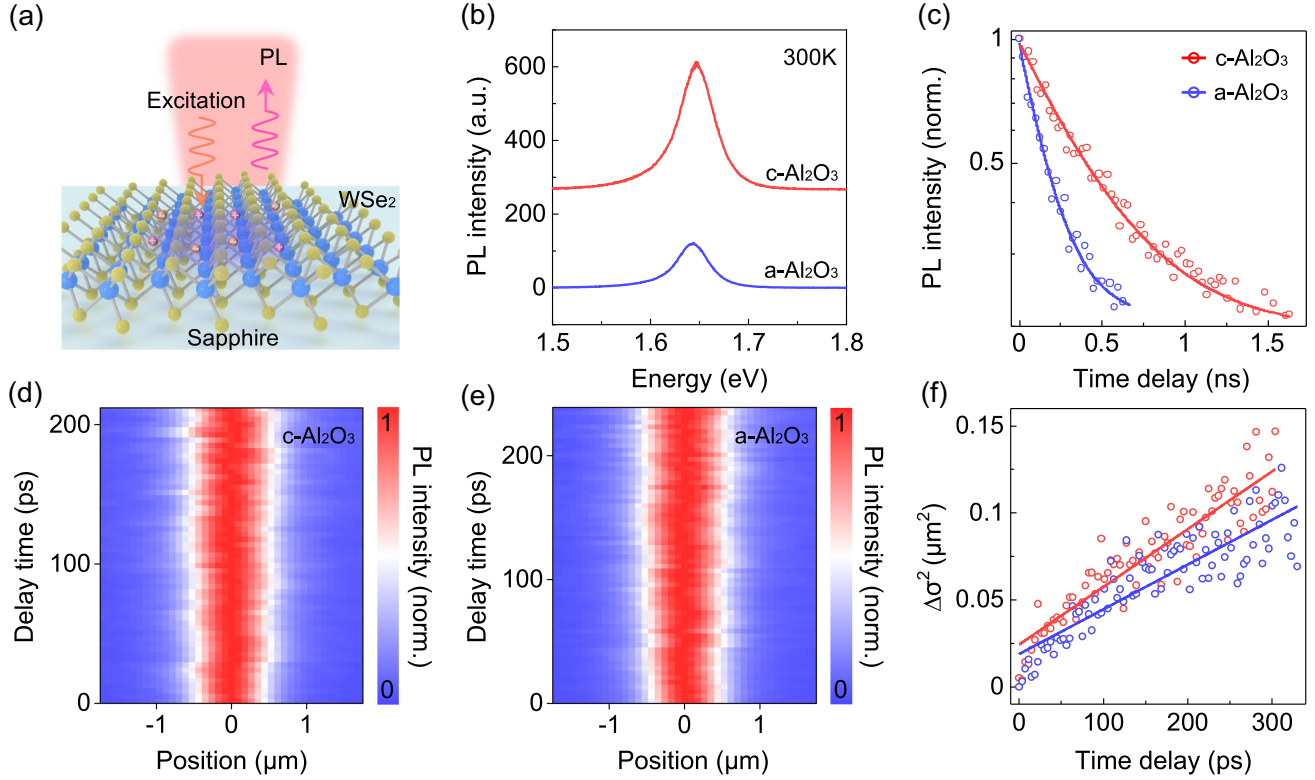 (a)
PL
Excitation
WSe₂
Sapphire
(b)
300K
PL intensity (a.u.)
600
400
200
0
c-Al₂O₃
a-Al₂O₃
1.5
1.6
1.7
1.8
Energy (eV)
(c)
PL intensity (norm.)
1
0.5
c-Al₂O₃
a-Al₂O₃
0
0.5
1
1.5
Time delay (ns)
(d)
Delay time (ps)
200
100
0
c-Al₂O₃
1
0
PL intensity (norm.)
-1
0
1
Position (µm)
(e)
Delay time (ps)
200
100
0
a-Al₂O₃
1
0
PL intensity (norm.)
-1
0
1
Position (µm)
(f)
Δσ² (µm²)
0.15
0.1
0.05
0
0
100
200
300
Time delay (ps)